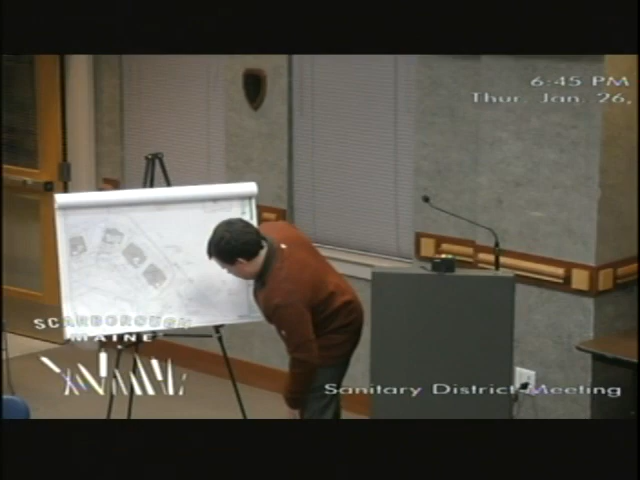 6:45 PM
Thur. Jan. 26,
SCARBOROUGH
MAINE
Sanitary District Meeting